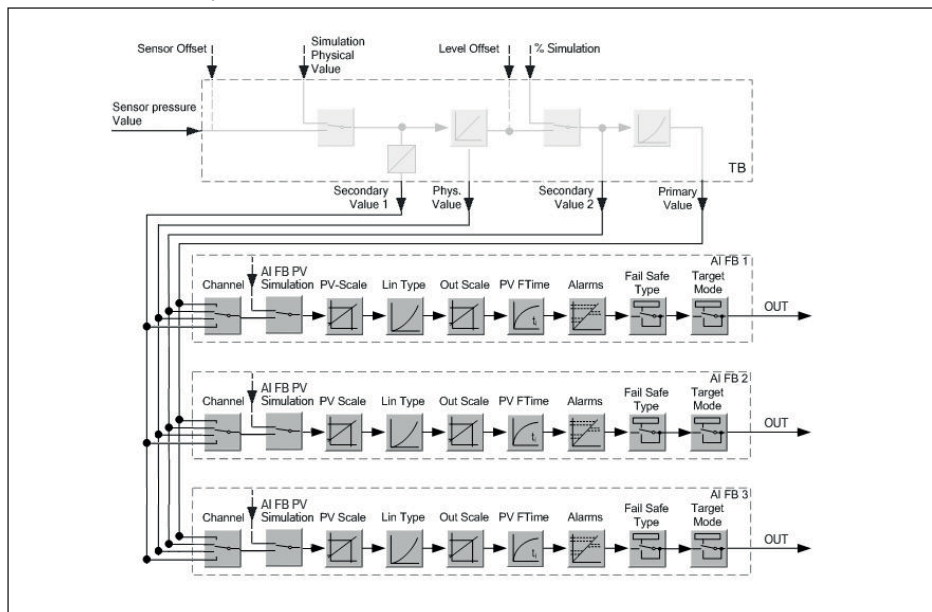 Sensor Offset
Simulation
Physical
Value
Level Offset
% Simulation
Sensor pressure
Value
TB
Secondary
Value 1
Phys.
Value
Secondary
Value 2
Primary
Value
AI FB 1
Channel
AI FB PV
Simulation
PV-Scale
Lin Type
Out Scale
PV FTime
Alarms
Fail Safe
Type
Target
Mode
OUT
AI FB 2
Channel
AI FB PV
Simulation
PV Scale
Lin Type
Out Scale
PV FTime
Alarms
Fail Safe
Type
Target
Mode
OUT
AI FB 3
Channel
AI FB PV
Simulation
PV Scale
Lin Type
Out Scale
PV FTime
Alarms
Fail Safe
Type
Target
Mode
OUT